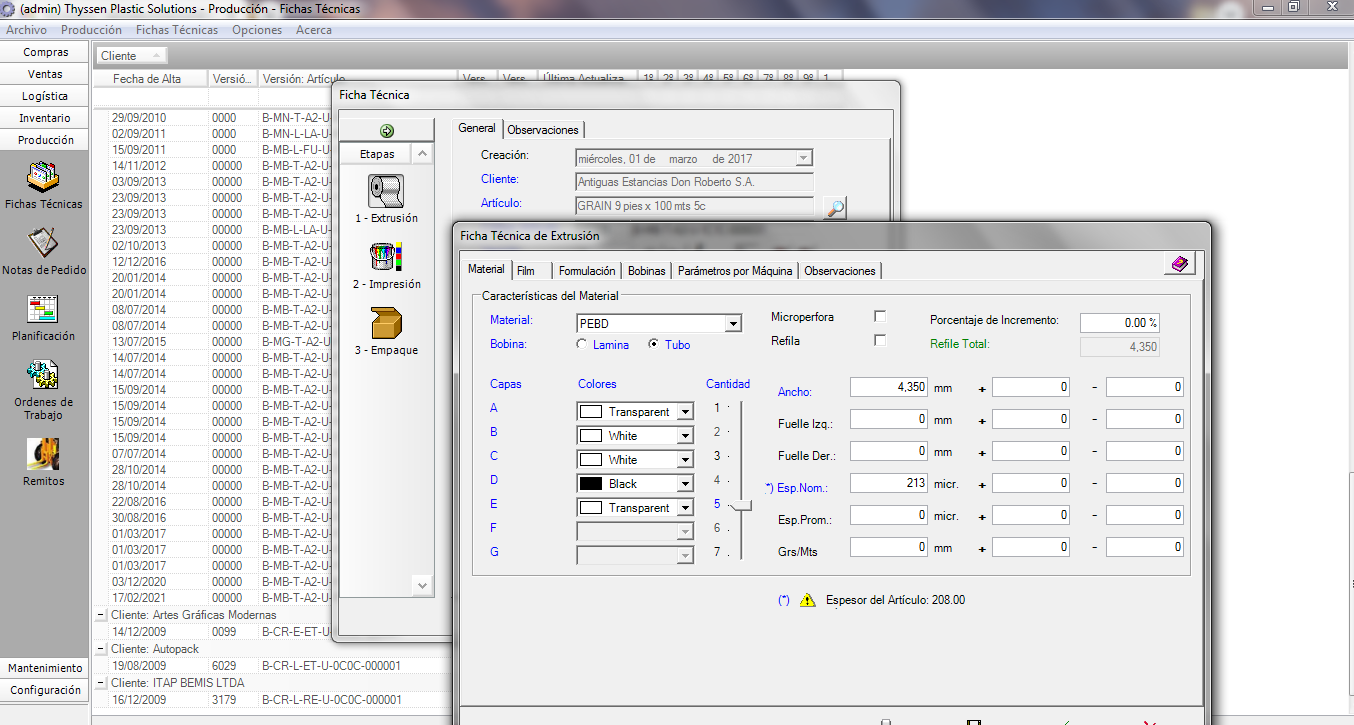 (admin) Thyssen Plastic Solutions - Producción - Fichas Técnicas
Archivo Producción Fichas Técnicas Opciones Acerca
Compras
Ventas
Logística
Inventario
Producción
Fichas Técnicas
Notas de Pedido
Planificación
Ordenes de
Trabajo
Remitos
Mantenimiento
Configuración
Cliente
Fecha de Alta Versió... Versión: Artículo Vers... Vers... Última Actualiza... 1ª 2ª 3ª 4ª 5ª 6ª 7ª 8ª 9ª 1...
29/09/2010 0000 B-MN-T-A2-U-
02/09/2011 0000 B-MN-L-LA-U-
15/09/2011 0000 B-MB-L-FU-U-
14/11/2012 00000 B-MB-T-A2-U-
03/09/2013 00000 B-MB-T-A2-U-
23/09/2013 00000 B-MB-T-A2-U-
23/09/2013 00000 B-MB-T-A2-U-
23/09/2013 00000 B-MB-L-LA-U-
02/10/2013 00000 B-MB-T-A2-U-
12/12/2016 00000 B-MB-T-A2-U-
20/01/2014 00000 B-MB-T-A2-U-
20/01/2014 00000 B-MB-T-A2-U-
08/07/2014 00000 B-MB-T-A2-U-
08/07/2014 00000 B-MB-T-A2-U-
13/07/2015 00000 B-MG-T-A2-U-
14/07/2014 00000 B-MB-T-A2-U-
14/07/2014 00000 B-MB-T-A2-U-
15/09/2014 00000 B-MB-T-A2-U-
15/09/2014 00000 B-MB-T-A2-U-
15/09/2014 00000 B-MB-T-A2-U-
15/09/2014 00000 B-MB-T-A2-U-
07/07/2014 00000 B-MB-T-A2-U-
28/10/2014 00000 B-MB-T-A2-U-
28/10/2014 00000 B-MB-T-A2-U-
22/08/2016 00000 B-MB-T-A2-U-
30/08/2016 00000 B-MB-T-A2-U-
01/03/2017 00000 B-MB-T-A2-U-
01/03/2017 00000 B-MB-T-A2-U-
01/03/2017 00000 B-MB-T-A2-U-
03/12/2020 00000 B-MB-T-A2-U-
17/02/2021 00000 B-MB-T-A2-U-
Cliente: Artes Gráficas Modernas
14/12/2009 0099 B-CR-E-ET-U-
Cliente: Autopack
19/08/2009 6029 B-CR-L-ET-U-0C0C-000001
Cliente: ITAP BEMIS LTDA
16/12/2009 3179 B-CR-L-RE-U-0C0C-000001
Ficha Técnica
Etapas
1 - Extrusión
2 - Impresión
3 - Empaque
General Observaciones
Creación: miércoles, 01 de marzo de 2017
Cliente: Antiguas Estancias Don Roberto S.A.
Artículo: GRAIN 9 pies x 100 mts 5c
Ficha Técnica de Extrusión
Material Film Formulación Bobinas Parámetros por Máquina Observaciones
Características del Material
Material: PEBD Microperfora Porcentaje de Incremento: 0.00 %
Bobina: Lamina Tubo Refila Refile Total: 4,350
Capas Colores Cantidad
A Transparent 1
B White 2
C White 3
D Black 4
E Transparent 5
F 6
G 7
Ancho: 4,350 mm + 0 - 0
Fuelle Izq.: 0 mm + 0 - 0
Fuelle Der.: 0 mm + 0 - 0
*) Esp.Nom.: 213 micr. + 0 - 0
Esp.Prom.: 0 micr. + 0 - 0
Grs/Mts 0 mm + 0 - 0
(*) Espesor del Artículo: 208.00